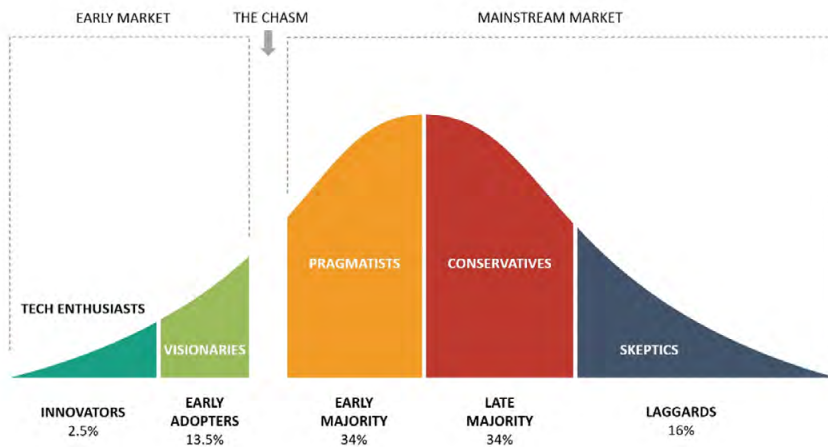 EARLY MARKET
THE CHASM
MAINSTREAM MARKET
TECH ENTHUSIASTS
VISIONARIES
PRAGMATISTS
CONSERVATIVES
SKEPTICS
INNOVATORS
2.5%
EARLY
ADOPTERS
13.5%
EARLY
MAJORITY
34%
LATE
MAJORITY
34%
LAGGARDS
16%